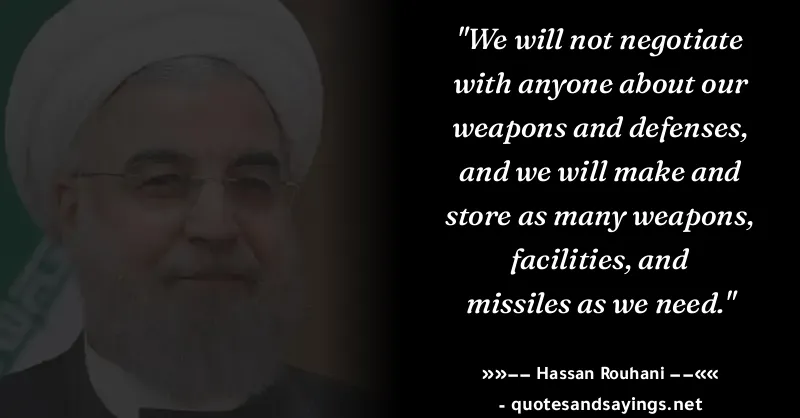 "We will not negotiate
with anyone about our
weapons and defenses,
and we will make and
store as many weapons,
facilities, and
missiles as we need."
»»–– Hassan Rouhani ––««
- quotesandsayings.net